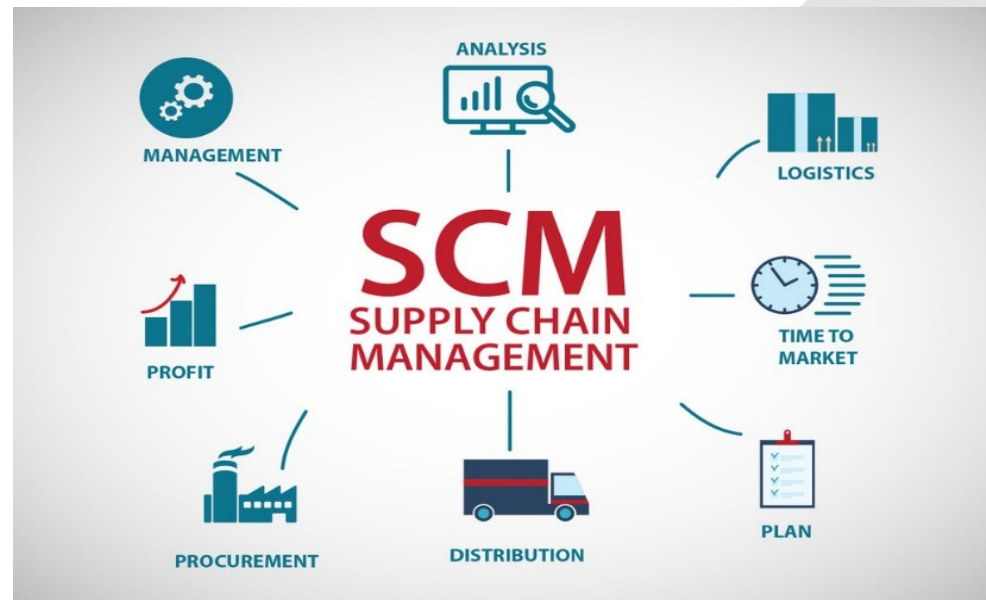 ANALYSIS
MANAGEMENT
LOGISTICS
SCM
SUPPLY CHAIN
MANAGEMENT
TIME TO
MARKET
PROFIT
PLAN
PROCUREMENT
DISTRIBUTION